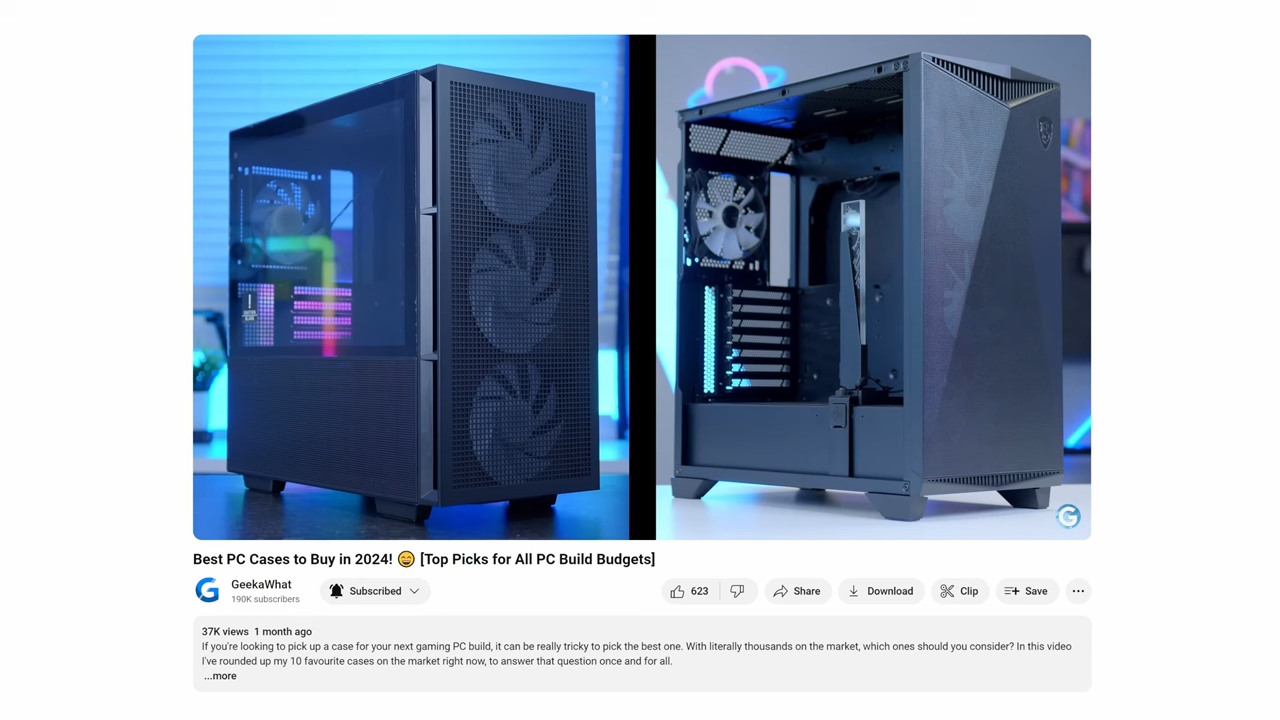 Best PC Cases to Buy in 2024! 😄 [Top Picks for All PC Build Budgets]
GeekaWhat
190K subscribers
Subscribed
623
Share
Download
Clip
Save
37K views 1 month ago
If you're looking to pick up a case for your next gaming PC build, it can be really tricky to pick the best one. With literally thousands on the market, which ones should you consider? In this video
I've rounded up my 10 favourite cases on the market right now, to answer that question once and for all.
...more